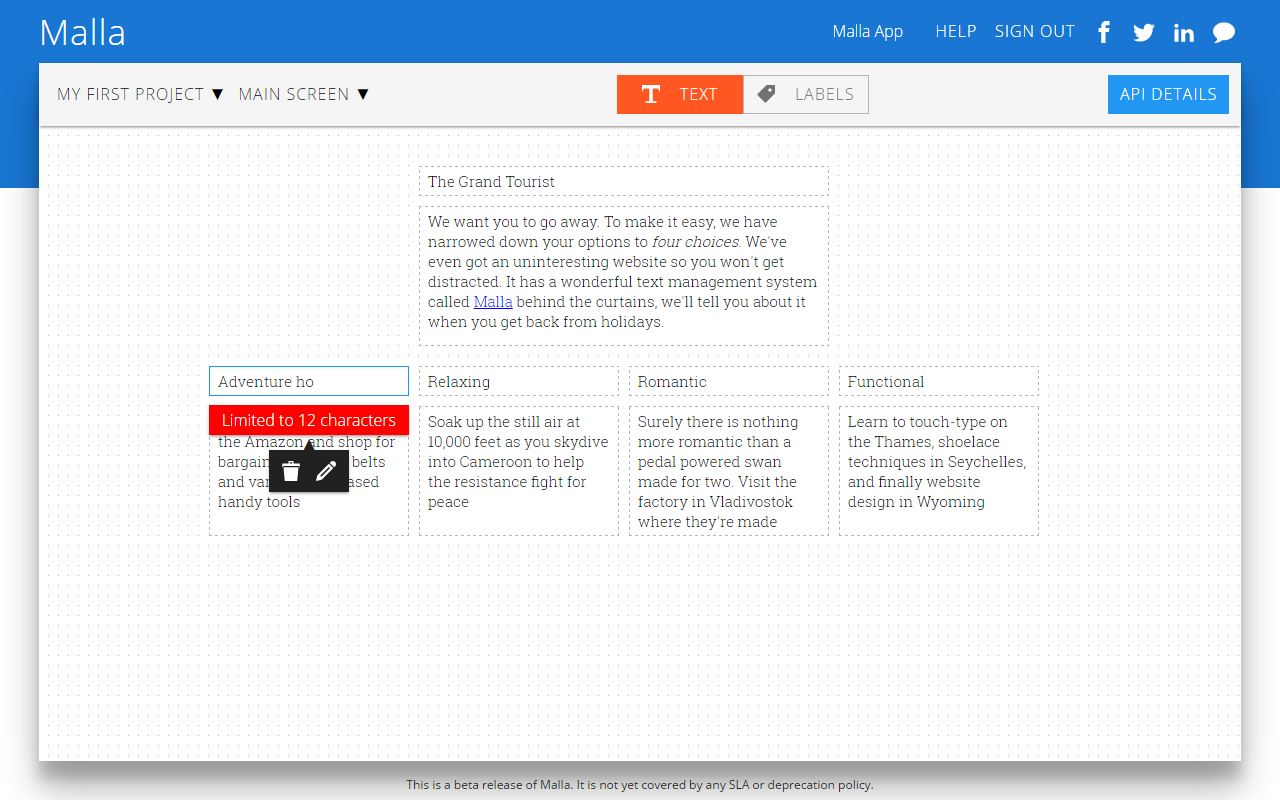 Malla
Malla App HELP SIGN OUT
MY FIRST PROJECT ▼ MAIN SCREEN ▼
TEXT LABELS
API DETAILS
The Grand Tourist
We want you to go away. To make it easy, we have
narrowed down your options to four choices. We've
even got an uninteresting website so you won't get
distracted. It has a wonderful text management system
called Malla behind the curtains, we'll tell you about it
when you get back from holidays.
Adventure ho
Limited to 12 characters
the Amazon and shop for
belts
and
handy tools
Relaxing
Soak up the still air at
10,000 feet as you skydive
into Cameroon to help
the resistance fight for
peace
Romantic
Surely there is nothing
more romantic than a
pedal powered swan
made for two. Visit the
factory in Vladivostok
where they're made
Functional
Learn to touch-type on
the Thames, shoelace
techniques in Seychelles,
and finally website
design in Wyoming
This is a beta release of Malla. It is not yet covered by any SLA or deprecation policy.